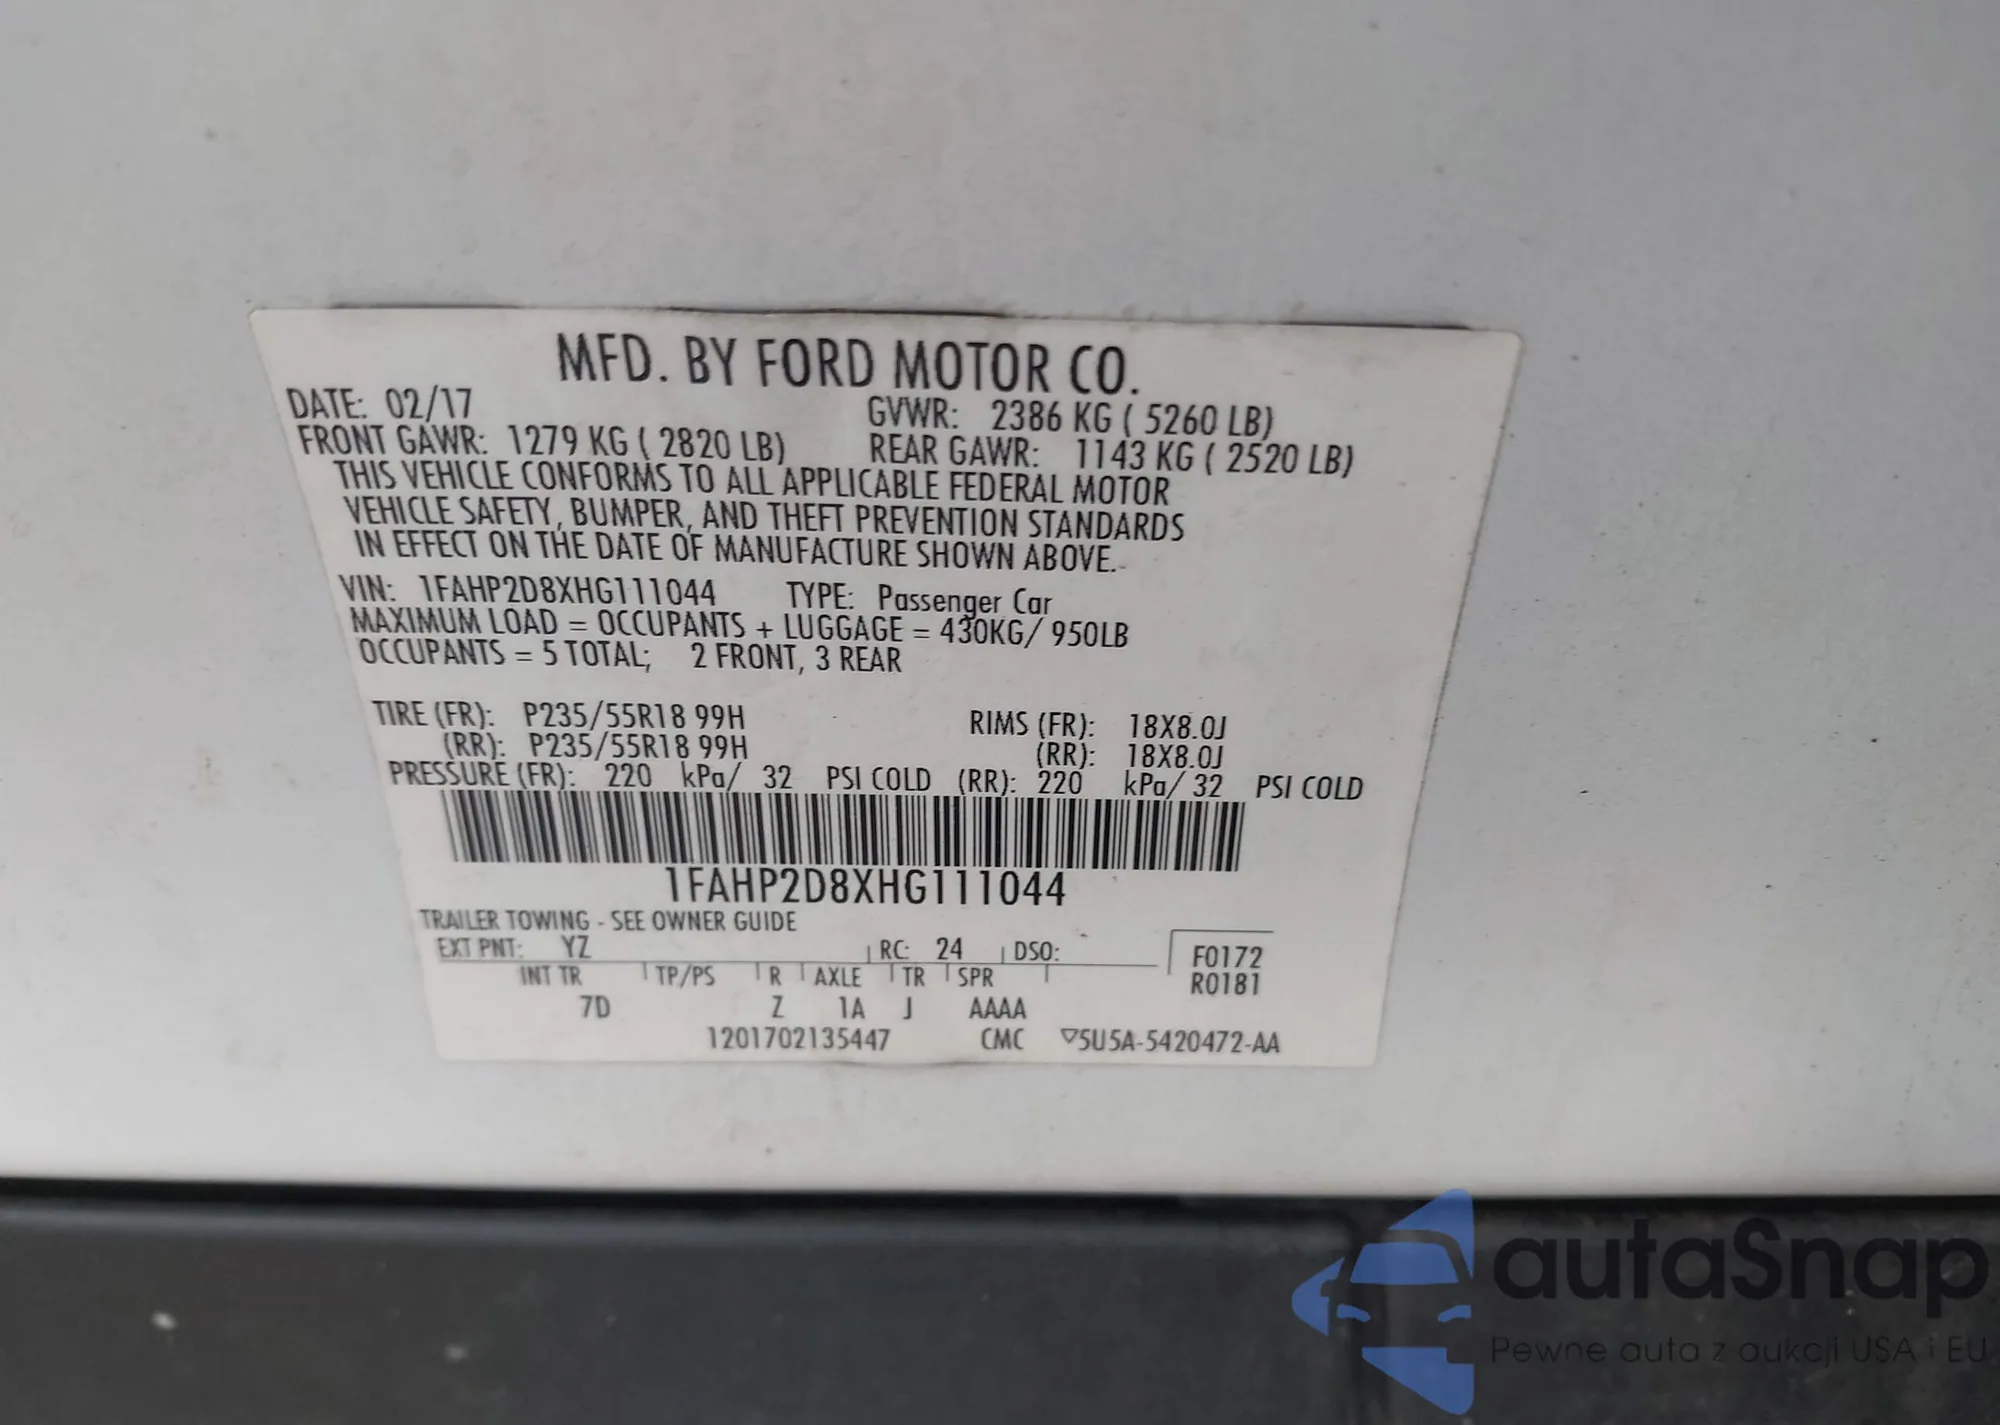 MFD. BY FORD MOTOR CO.
DATE: 02/17 GVWR: 2386 KG ( 5260 LB)
FRONT GAWR: 1279 KG ( 2820 LB) REAR GAWR: 1143 KG ( 2520 LB)
THIS VEHICLE CONFORMS TO ALL APPLICABLE FEDERAL MOTOR
VEHICLE SAFETY, BUMPER, AND THEFT PREVENTION STANDARDS
IN EFFECT ON THE DATE OF MANUFACTURE SHOWN ABOVE.
VIN: 1FAHP2D8XHG111044 TYPE: Passenger Car
MAXIMUM LOAD = OCCUPANTS + LUGGAGE = 430KG/ 950LB
OCCUPANTS = 5 TOTAL; 2 FRONT, 3 REAR
TIRE (FR): P235/55R18 99H RIMS (FR): 18X8.0J
(RR): P235/55R18 99H (RR): 18X8.0J
PRESSURE (FR): 220 kPa/ 32 PSI COLD (RR): 220 kPa/ 32 PSI COLD
1FAHP2D8XHG111044
TRAILER TOWING - SEE OWNER GUIDE
EXT PNT: YZ RC: 24 DSO: F0172
INT TR TP/PS R AXLE TR SPR R0181
7D Z 1A J AAAA
1201702135447 CMC ▽5U5A-5420472-AA
autaSnap
Pewne auta z aukcji USA i EU